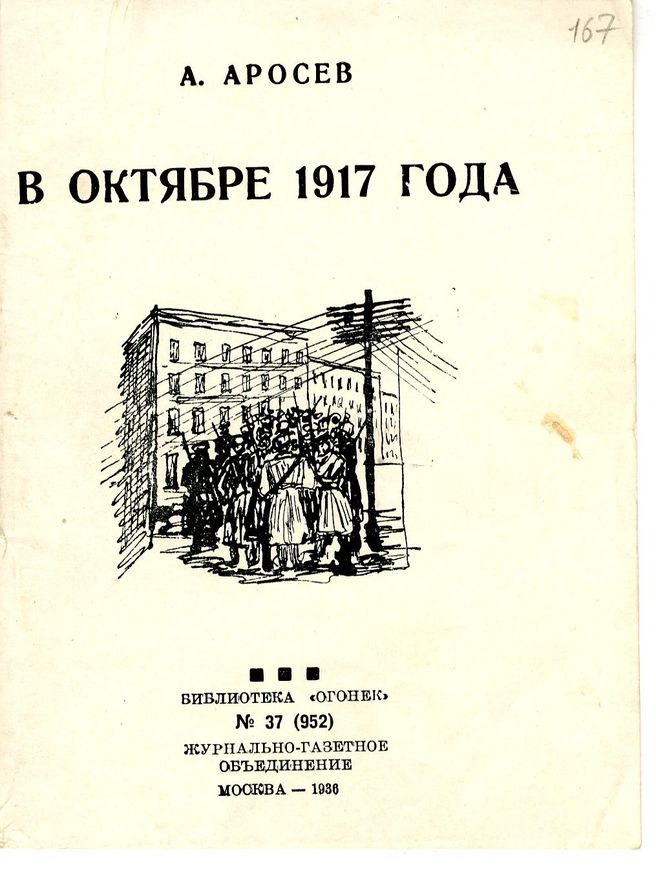 167
А. АРОСЕВ
В ОКТЯБРЕ 1917 ГОДА
БИБЛИОТЕКА «ОГОНЕК»
№ 37 (952)
ЖУРНАЛЬНО-ГАЗЕТНОЕ
ОБЪЕДИНЕНИЕ
МОСКВА — 1936